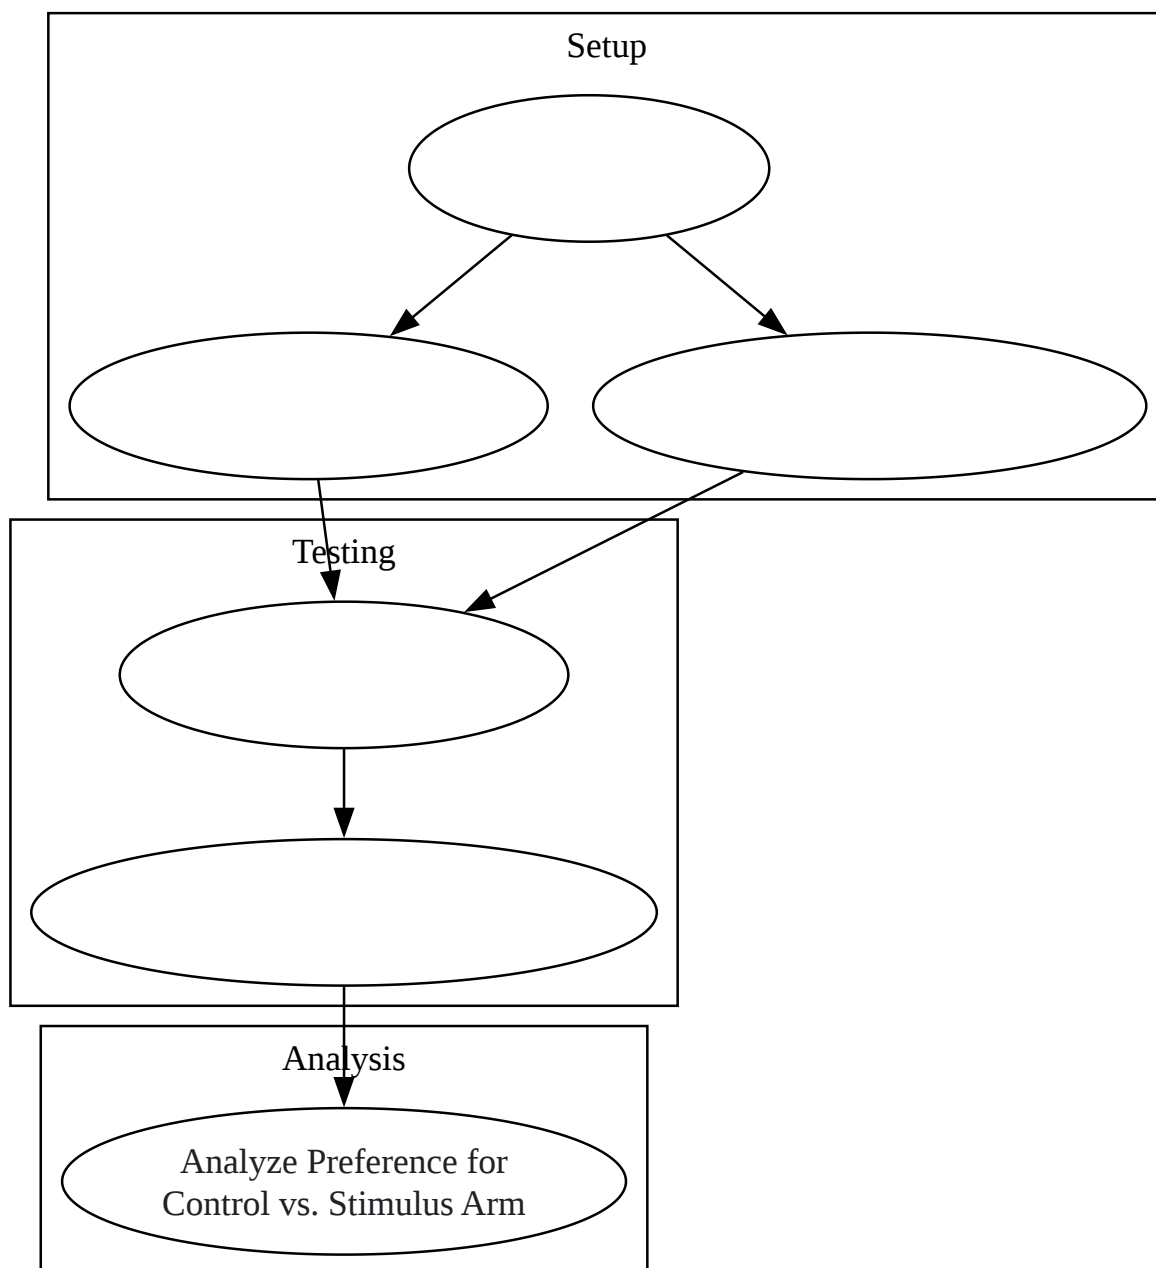 Setup
Testing
Analysis
Analyze Preference for
Control vs. Stimulus Arm